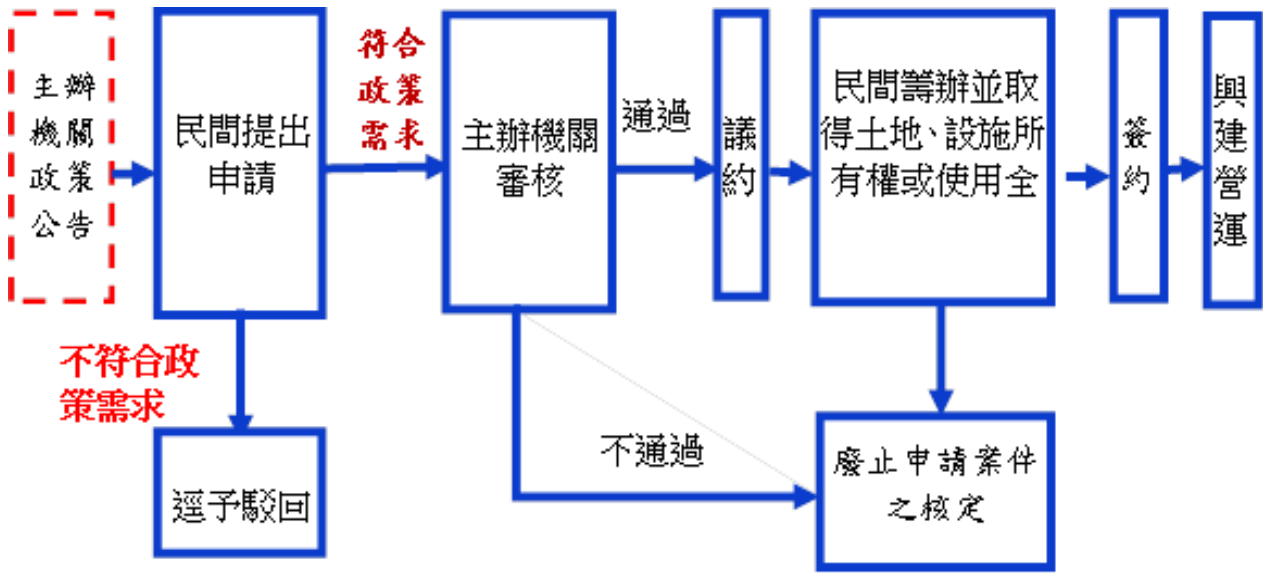 主辦
機關
政策
公告
民間提出
申請
符合
政策
需求
主辦機關
審核
通過
議
約
民間籌辦並取
得土地、設施所
有權或使用全
簽
約
興
建
營
運
不符合政
策需求
逕予駁回
不通過
廢止申請案件
之核定